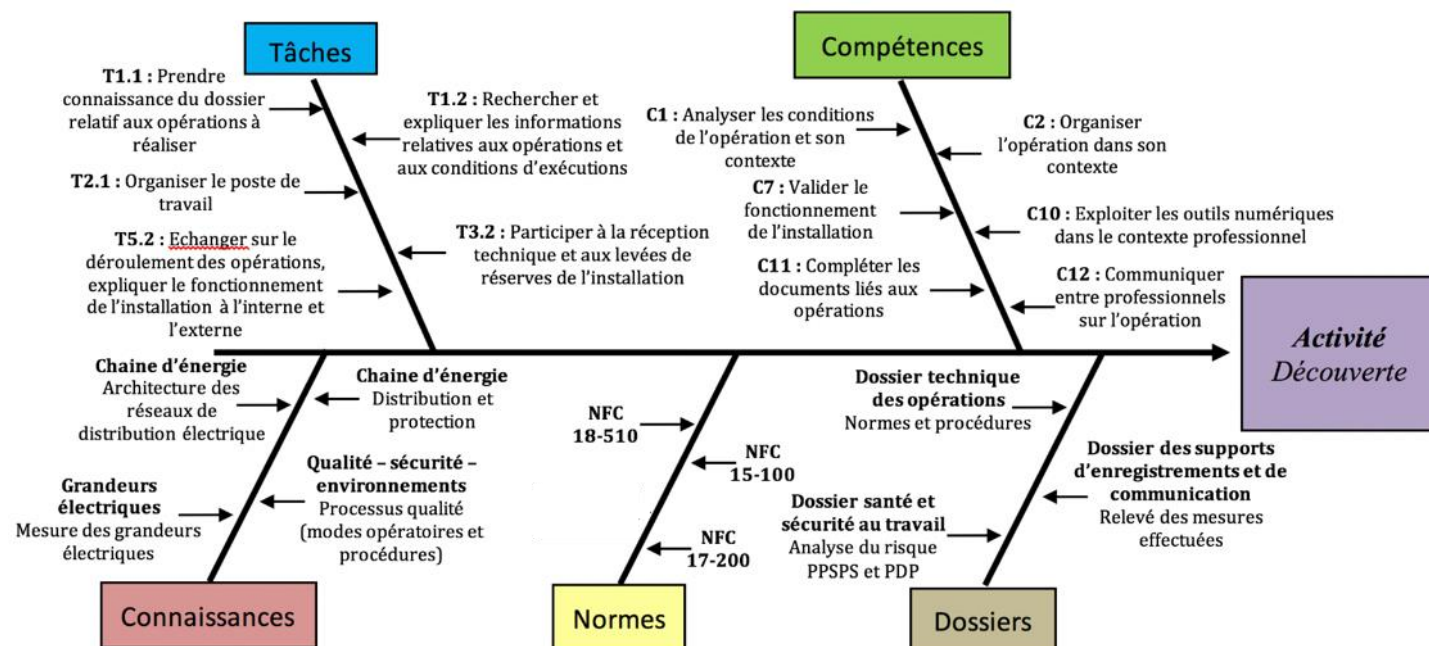 Tâches
T1.1 : Prendre
connaissance du dossier
relatif aux opérations à
réaliser
T1.2 : Rechercher et
expliquer les informations
relatives aux opérations et
aux conditions d'exécutions
T2.1 : Organiser le poste de
travail
T5.2 : Echanger sur le
déroulement des opérations,
expliquer le fonctionnement
de l'installation à l'interne et
l'externe
T3.2 : Participer à la réception
technique et aux levées de
réserves de l'installation
Compétences
C1 : Analyser les conditions
de l'opération et son
contexte
C2 : Organiser
l'opération dans son
contexte
C7 : Valider le
fonctionnement
de l'installation
C10 : Exploiter les outils numériques
dans le contexte professionnel
C11 : Compléter les
documents liés aux
opérations
C12 : Communiquer
entre professionnels
sur l'opération
Activité
Découverte
Chaine d'énergie
Architecture des
réseaux de
distribution électrique
Chaine d'énergie
Distribution et
protection
Grandeurs
électriques
Mesure des grandeurs
électriques
Qualité – sécurité –
environnements
Processus qualité
(modes opératoires et
procédures)
Connaissances
NFC
18-510
NFC
15-100
NFC
17-200
Normes
Dossier technique
des opérations
Normes et procédures
Dossier des supports
d'enregistrements et de
communication
Relevé des mesures
effectuées
Dossier santé et
sécurité au travail
Analyse du risque
PPSPS et PDP
Dossiers